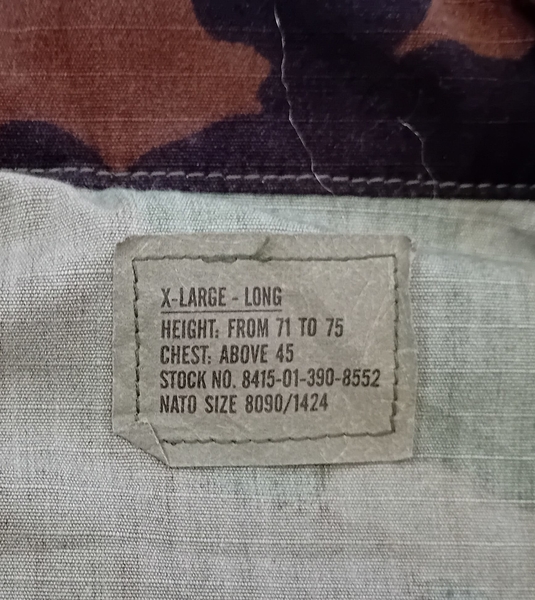 X-LARGE - LONG
HEIGHT: FROM 71 TO 75
CHEST: ABOVE 45
STOCK NO. 8415-01-390-8552
NATO SIZE 8090/1424